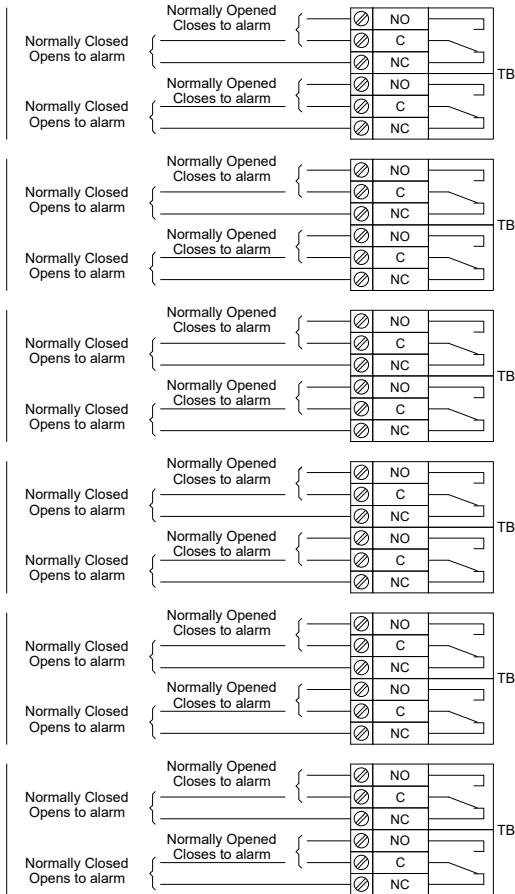 Normally Opened
Closes to alarm
NO
Normally Closed
Opens to alarm
C
NC
TB
Normally Opened
Closes to alarm
NO
Normally Closed
Opens to alarm
C
NC
Normally Opened
Closes to alarm
NO
Normally Closed
Opens to alarm
C
NC
TB
Normally Opened
Closes to alarm
NO
Normally Closed
Opens to alarm
C
NC
Normally Opened
Closes to alarm
NO
Normally Closed
Opens to alarm
C
NC
TB
Normally Opened
Closes to alarm
NO
Normally Closed
Opens to alarm
C
NC
Normally Opened
Closes to alarm
NO
Normally Closed
Opens to alarm
C
NC
TB
Normally Opened
Closes to alarm
NO
Normally Closed
Opens to alarm
C
NC
Normally Opened
Closes to alarm
NO
Normally Closed
Opens to alarm
C
NC
TB
Normally Opened
Closes to alarm
NO
Normally Closed
Opens to alarm
C
NC
Normally Opened
Closes to alarm
NO
Normally Closed
Opens to alarm
C
NC
TB
Normally Opened
Closes to alarm
NO
Normally Closed
Opens to alarm
C
NC